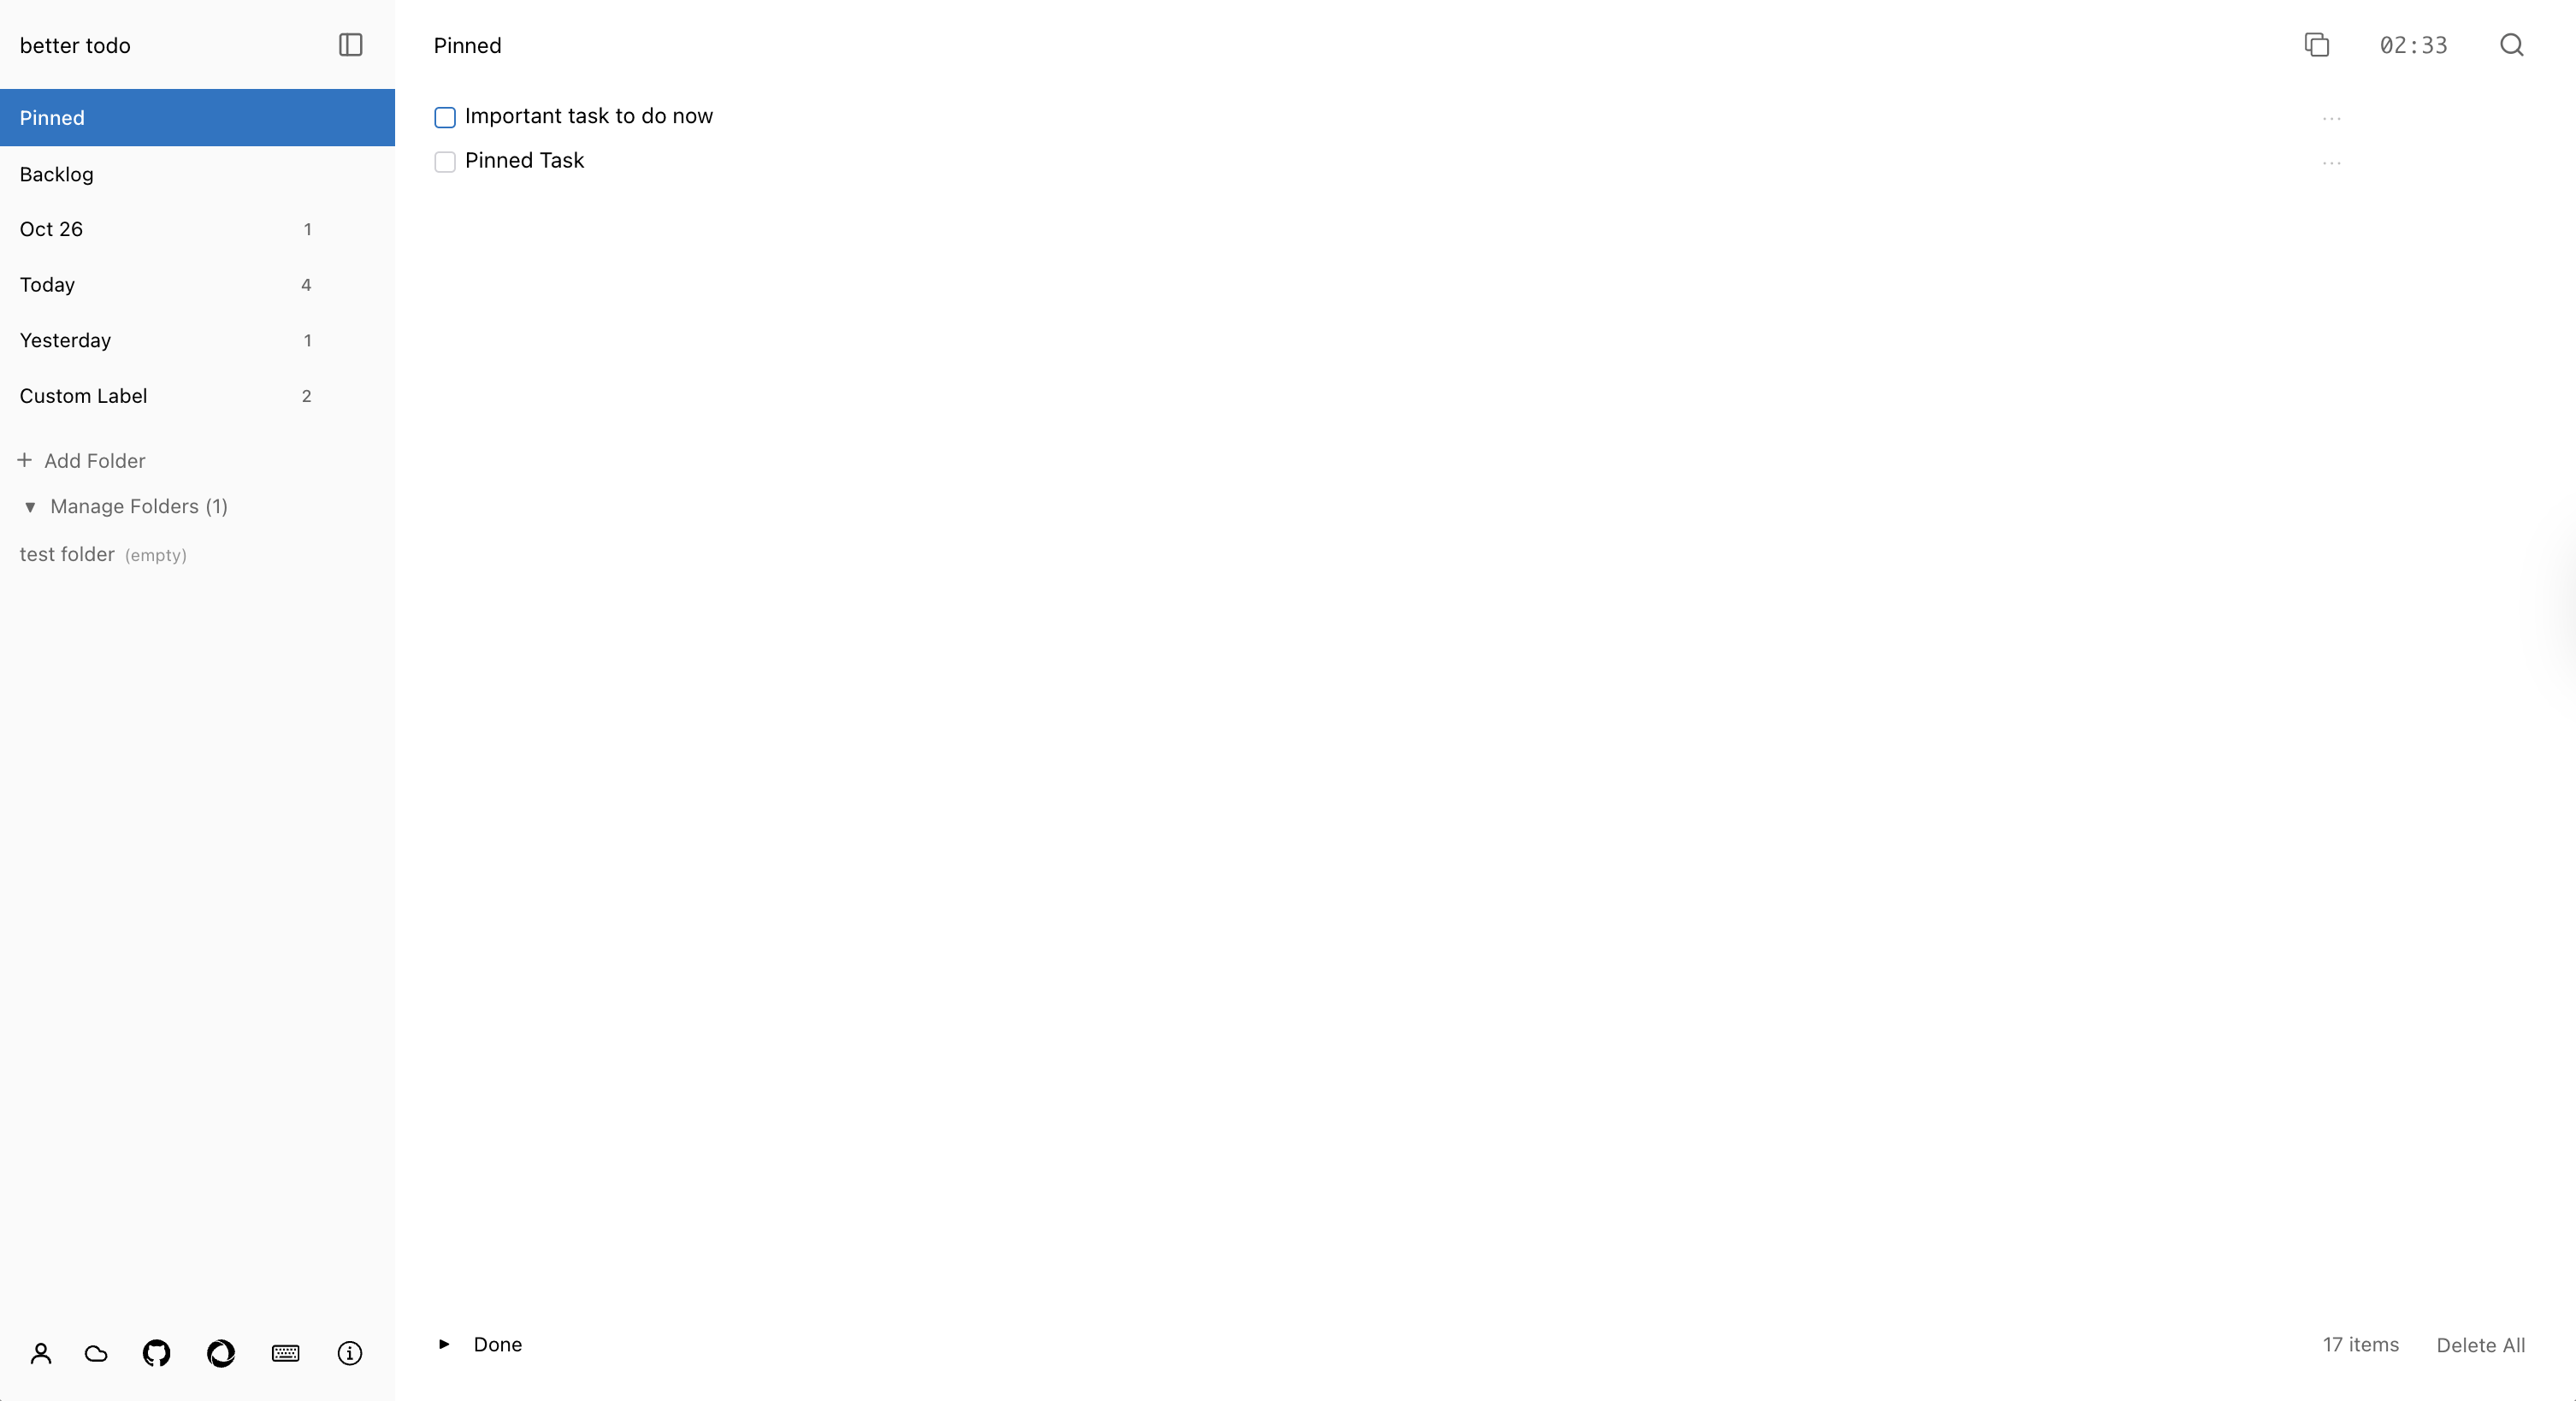 better todo
Pinned
Backlog
Oct 26 1
Today 4
Yesterday 1
Custom Label 2
+ Add Folder
▼ Manage Folders (1)
test folder (empty)
Pinned
02:33
Important task to do now ...
Pinned Task ...
▶ Done
17 items Delete All